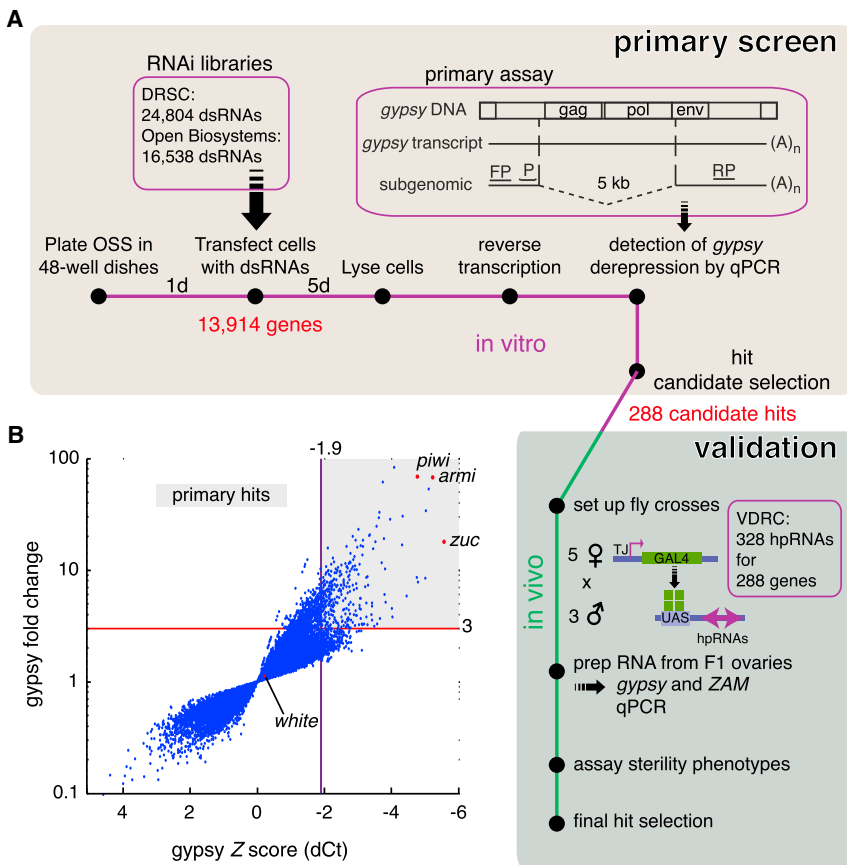 A
primary screen
RNAi libraries
DRSC:
24,804 dsRNAs
Open Biosystems:
16,538 dsRNAs
primary assay
gypsy DNA
gag
pol
env
gypsy transcript
(A)n
subgenomic
FP
P
5 kb
RP
(A)n
Plate OSS in
48-well dishes
Transfect cells
with dsRNAs
Lyse cells
reverse
transcription
detection of gypsy
derepression by qPCR
1d
5d
13,914 genes
in vitro
hit
candidate selection
288 candidate hits
B
-1.9
100
10
1
0.1
piwi
armi
zuc
primary hits
3
white
gypsy fold change
4
2
0
-2
-4
-6
gypsy Z score (dCt)
validation
set up fly crosses
in vivo
5 ♀
x
3 ♂
TJ
GAL4
UAS
hpRNAs
VDRC:
328 hpRNAs
for
288 genes
prep RNA from F1 ovaries
gypsy and ZAM
qPCR
assay sterility phenotypes
final hit selection